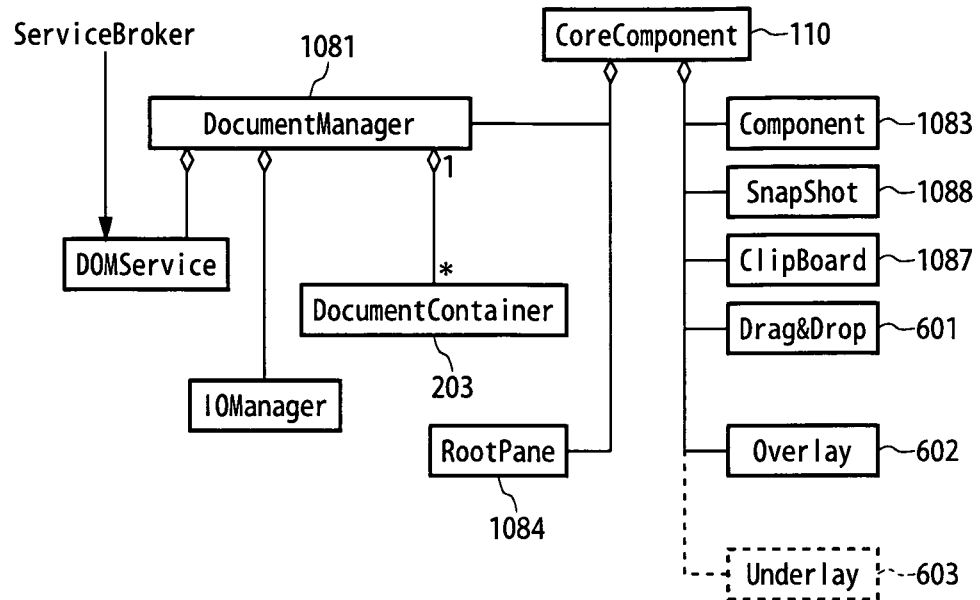 ServiceBroker
CoreComponent
110
1081
DocumentManager
Component
1083
1
SnapShot
1088
DOMService
ClipBoard
1087
*
DocumentContainer
Drag&Drop
601
203
IOManager
RootPane
Overlay
602
1084
Underlay
603